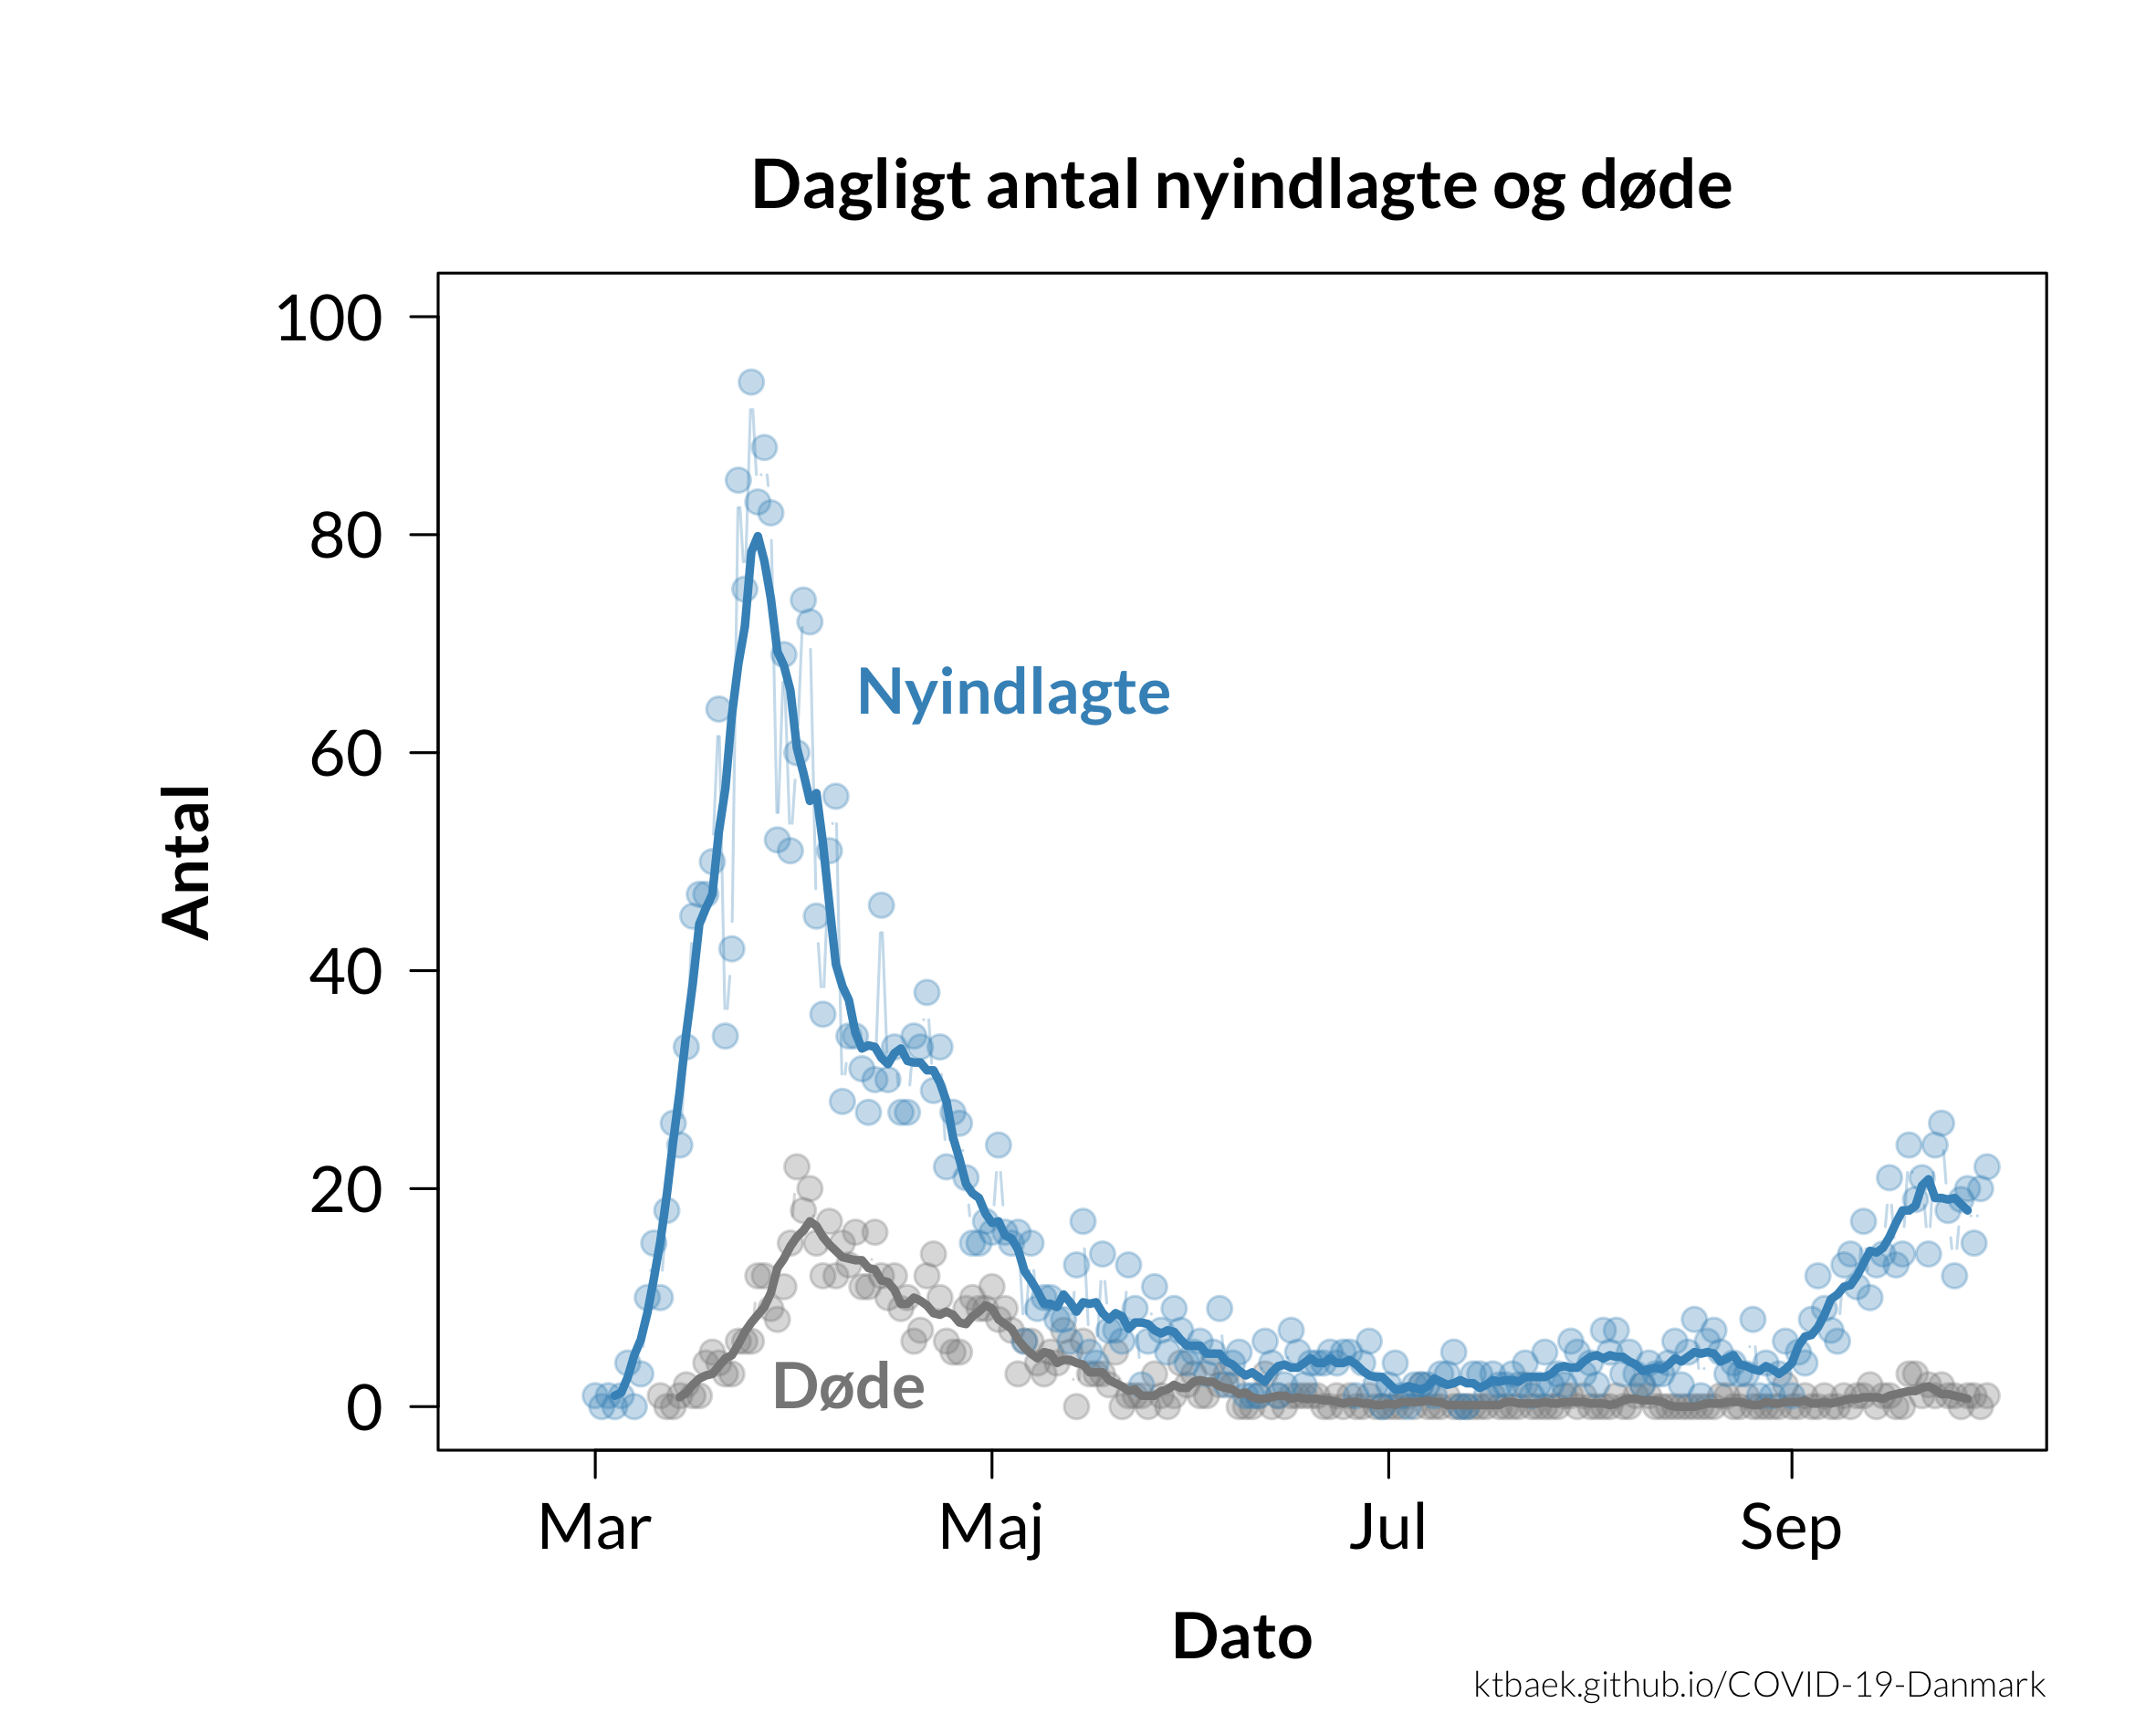 Dagligt antal nyindlagte og døde
100
80
60
40
20
0
Antal
Nyindlagte
Døde
Mar Maj Jul Sep
Dato
ktbaek.github.io/COVID-19-Danmark